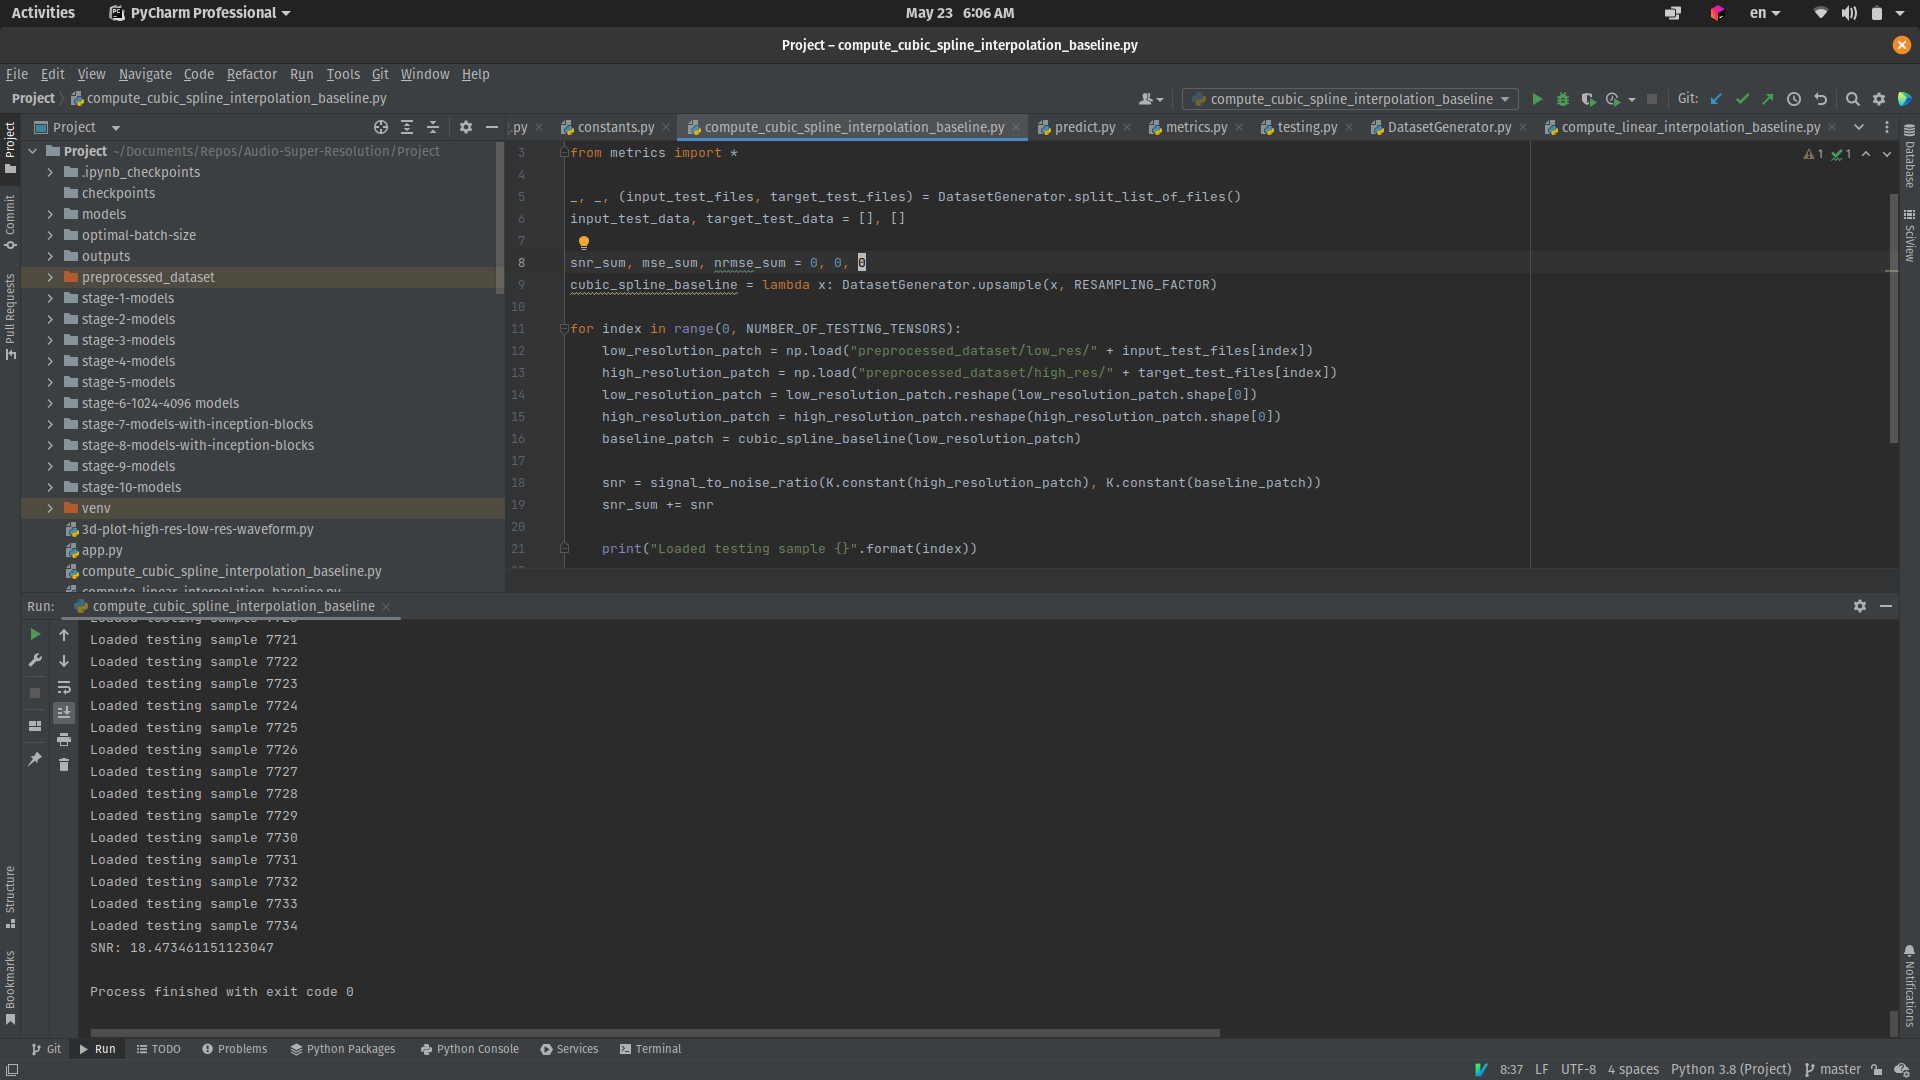 Activities
PyCharm Professional
May 23 6:06 AM
en
Project – compute_cubic_spline_interpolation_baseline.py
File Edit View Navigate Code Refactor Run Tools Git Window Help
Project
compute_cubic_spline_interpolation_baseline.py
compute_cubic_spline_interpolation_baseline
Git:
Project
Commit
Pull Requests
Structure
Bookmarks
Project
Project ~/Documents/Repos/Audio-Super-Resolution/Project
.ipynb_checkpoints
checkpoints
models
optimal-batch-size
outputs
preprocessed_dataset
stage-1-models
stage-2-models
stage-3-models
stage-4-models
stage-5-models
stage-6-1024-4096 models
stage-7-models-with-inception-blocks
stage-8-models-with-inception-blocks
stage-9-models
stage-10-models
venv
3d-plot-high-res-low-res-waveform.py
app.py
compute_cubic_spline_interpolation_baseline.py
compute_linear_interpolation_baseline.py
.py
constants.py
compute_cubic_spline_interpolation_baseline.py
predict.py
metrics.py
testing.py
DatasetGenerator.py
compute_linear_interpolation_baseline.py
1 1
3 from metrics import *
4
5 _, _, (input_test_files, target_test_files) = DatasetGenerator.split_list_of_files()
6 input_test_data, target_test_data = [], []
7
8 snr_sum, mse_sum, nrmse_sum = 0, 0, 0
9 cubic_spline_baseline = lambda x: DatasetGenerator.upsample(x, RESAMPLING_FACTOR)
10
11 for index in range(0, NUMBER_OF_TESTING_TENSORS):
12 low_resolution_patch = np.load("preprocessed_dataset/low_res/" + input_test_files[index])
13 high_resolution_patch = np.load("preprocessed_dataset/high_res/" + target_test_files[index])
14 low_resolution_patch = low_resolution_patch.reshape(low_resolution_patch.shape[0])
15 high_resolution_patch = high_resolution_patch.reshape(high_resolution_patch.shape[0])
16 baseline_patch = cubic_spline_baseline(low_resolution_patch)
17
18 snr = signal_to_noise_ratio(K.constant(high_resolution_patch), K.constant(baseline_patch))
19 snr_sum += snr
20
21 print("Loaded testing sample {}".format(index))
Database
SciView
Notifications
Run: compute_cubic_spline_interpolation_baseline
Loaded testing sample 7720
Loaded testing sample 7721
Loaded testing sample 7722
Loaded testing sample 7723
Loaded testing sample 7724
Loaded testing sample 7725
Loaded testing sample 7726
Loaded testing sample 7727
Loaded testing sample 7728
Loaded testing sample 7729
Loaded testing sample 7730
Loaded testing sample 7731
Loaded testing sample 7732
Loaded testing sample 7733
Loaded testing sample 7734
SNR: 18.473461151123047
Process finished with exit code 0
Git Run TODO Problems Python Packages Python Console Services Terminal
8:37 LF UTF-8 4 spaces Python 3.8 (Project) master